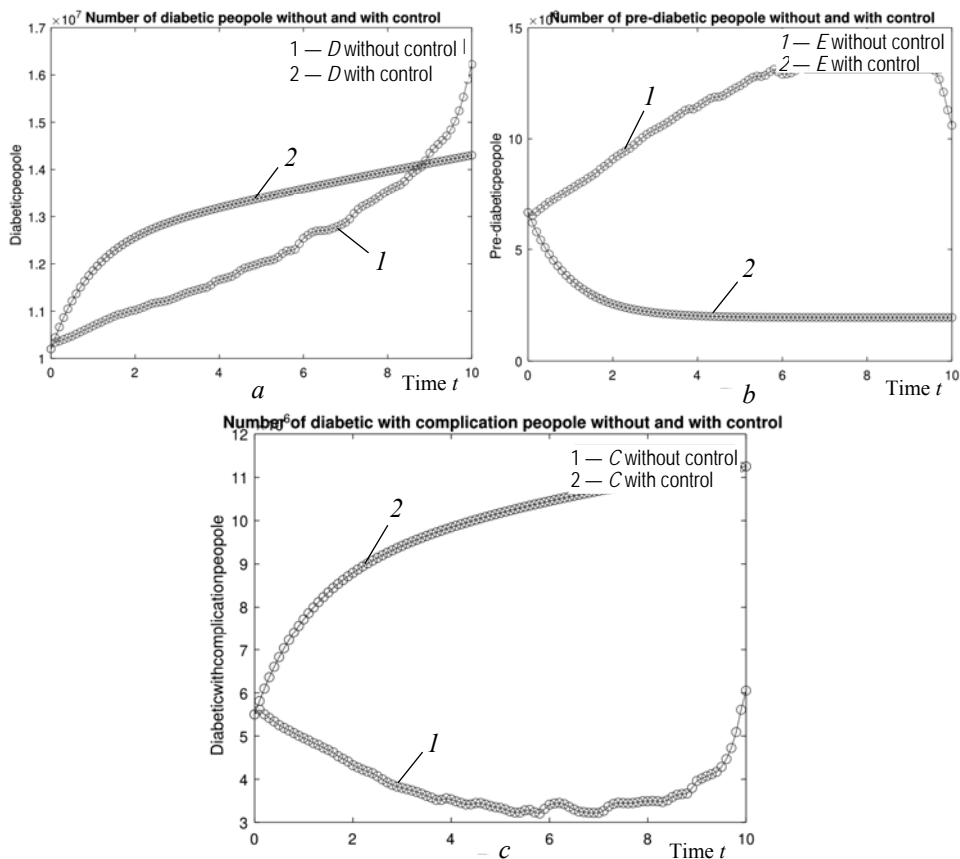 Number of diabetic peopole without and with control
×10⁷
1 — D without control
2 — D with control
1.7
1.6
1.5
1.4
1.3
1.2
1.1
1
Diabeticpeopole
2
1
0 2 4 6 8 10
a
Time t
Number of pre-diabetic peopole without and with control
1 — E without control
2 — E with control
15
10
5
0
Pre-diabeticpeopole
1
2
0 2 4 6 8 10
b
Time t
Number of diabetic with complication peopole without and with control
1 — C without control
2 — C with control
12
11
10
9
8
7
6
5
4
3
Diabeticwithcomplicationpeopole
2
1
0 2 4 6 8 10
c
Time t